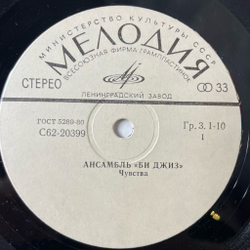 МИНИСТЕРСТВО КУЛЬТУРЫ СССР
МЕЛОДИЯ
ВСЕСОЮЗНАЯ ФИРМА ГРАМПЛАСТИНОК
СТЕРЕО
33
ЛЕНИНГРАДСКИЙ ЗАВОД
ГОСТ 5289-80
С62-20399
Гр. 3. 1-10
1
АНСАМБЛЬ «БИ ДЖИЗ»
Чувства